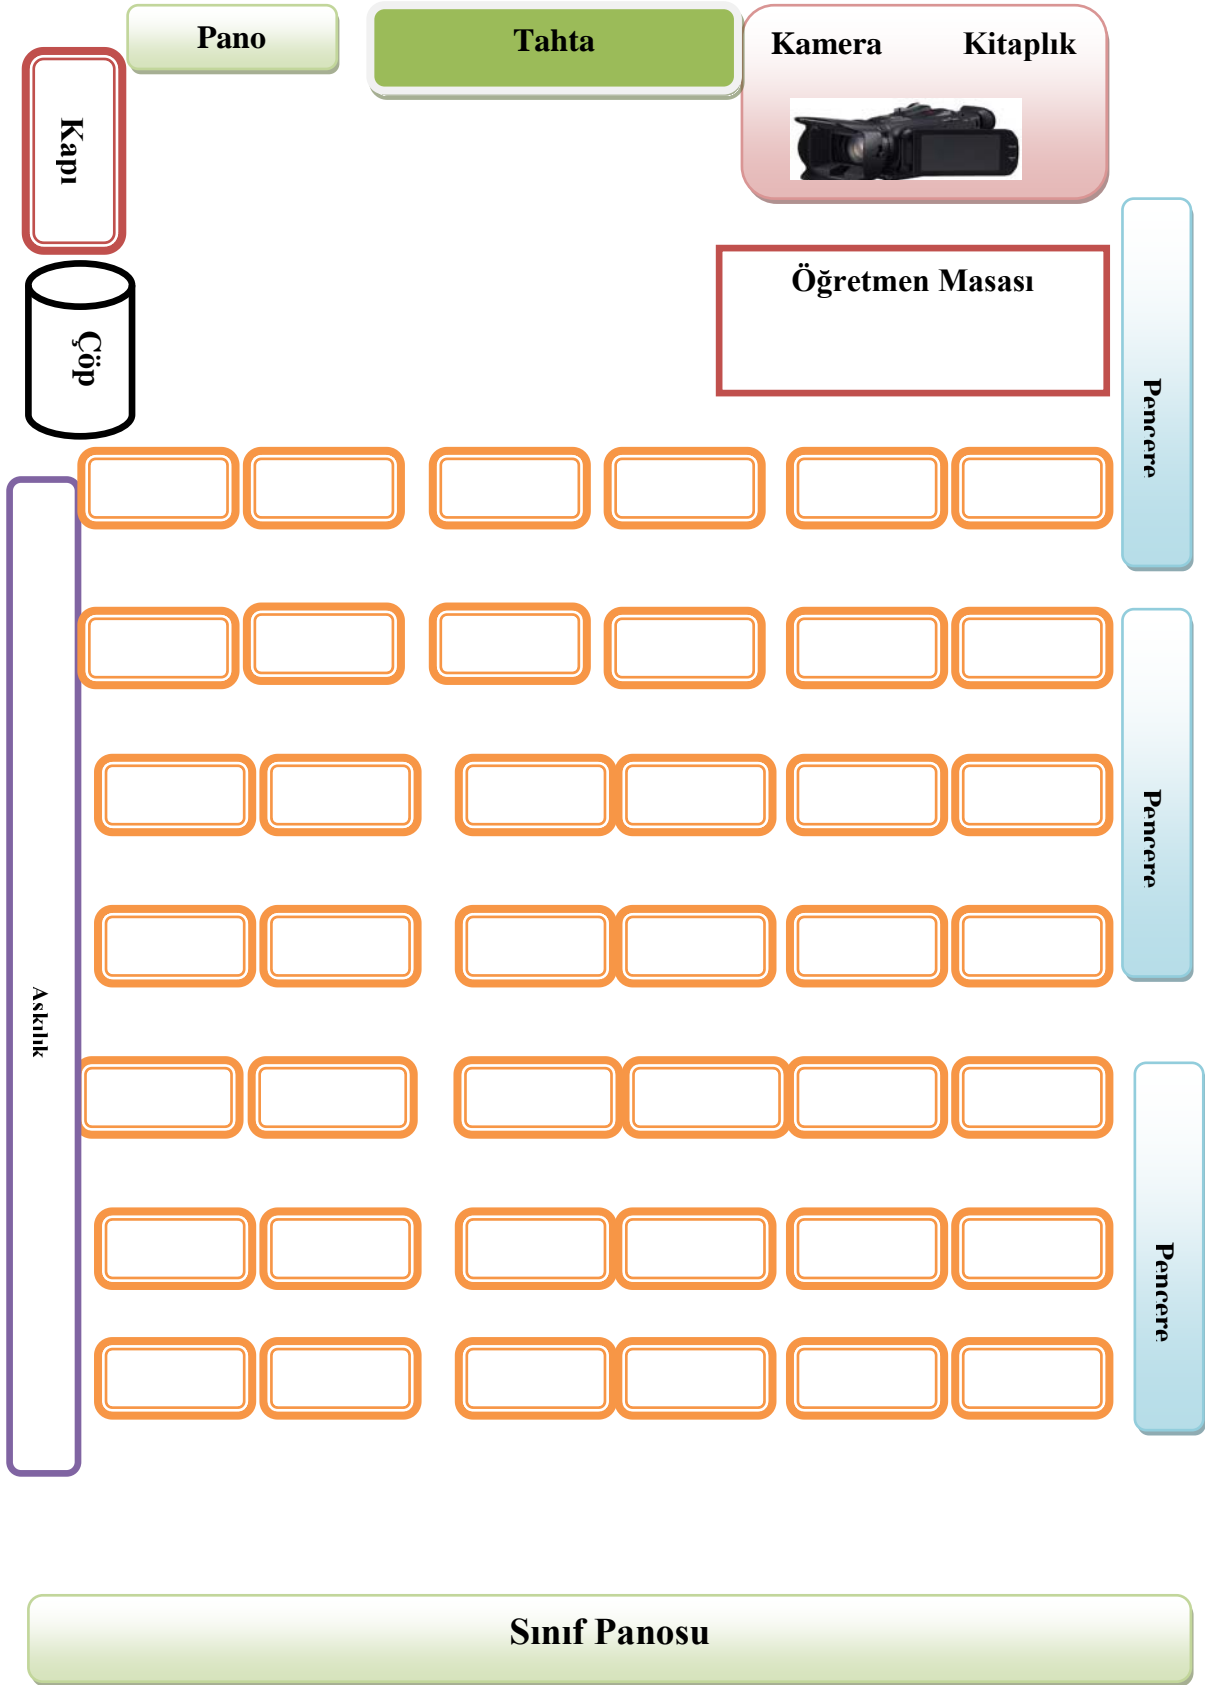 Pano
Tahta
Kamera Kitaplık
Kapı
Öğretmen Masası
Çöp
Pencere
Pencere
Askılık
Pencere
Sınıf Panosu